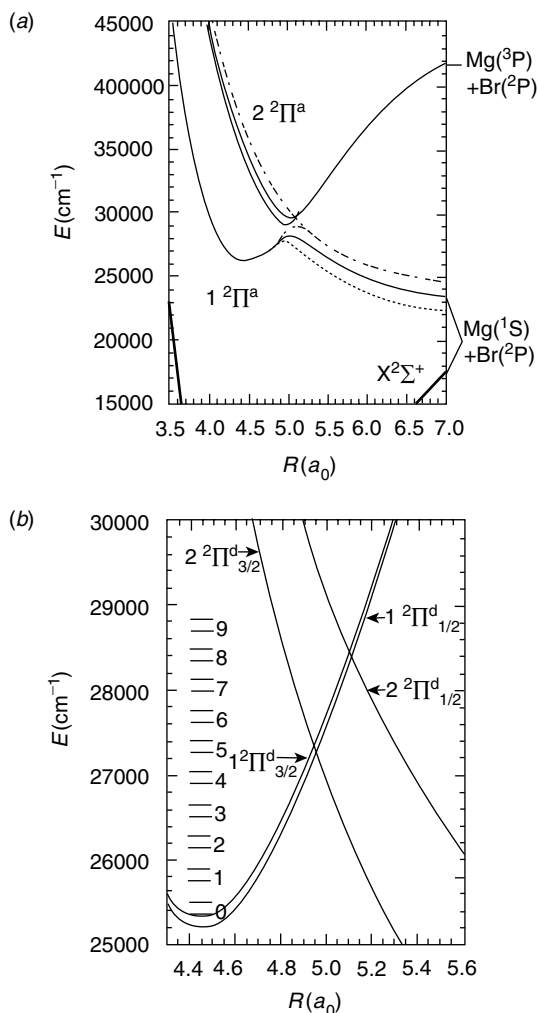 (a)
45000
40000
35000
30000
25000
20000
15000
E(cm⁻¹)
2 ²Πᵃ
1 ²Πᵃ
X²Σ⁺
Mg(³P)
+Br(²P)
Mg(¹S)
+Br(²P)
3.5 4.0 4.5 5.0 5.5 6.0 6.5 7.0
R(a₀)
(b)
30000
29000
28000
27000
26000
25000
E(cm⁻¹)
2 ²Πᵈ₃/₂
1 ²Πᵈ₁/₂
2 ²Πᵈ₁/₂
1²Πᵈ₃/₂
9
8
7
6
5
4
3
2
1
0
4.4 4.6 4.8 5.0 5.2 5.4 5.6
R(a₀)